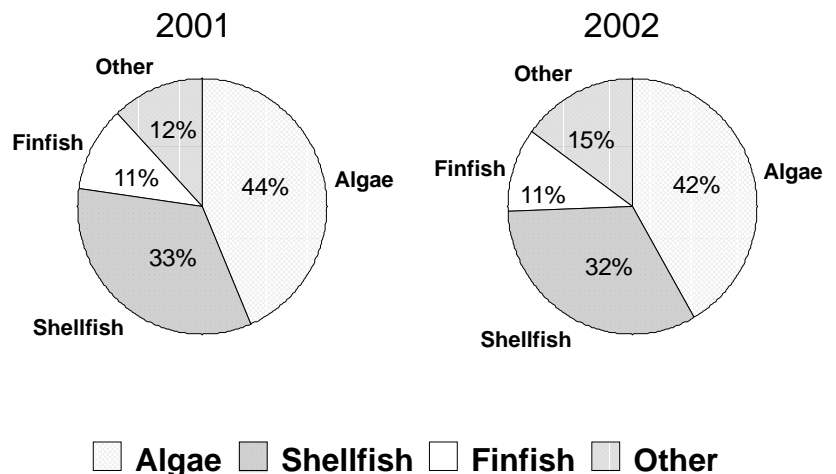 2001
Other
Finfish
12%
11%
44%
Algae
33%
Shellfish
2002
Other
Finfish
15%
11%
42%
Algae
32%
Shellfish
Algae Shellfish Finfish Other